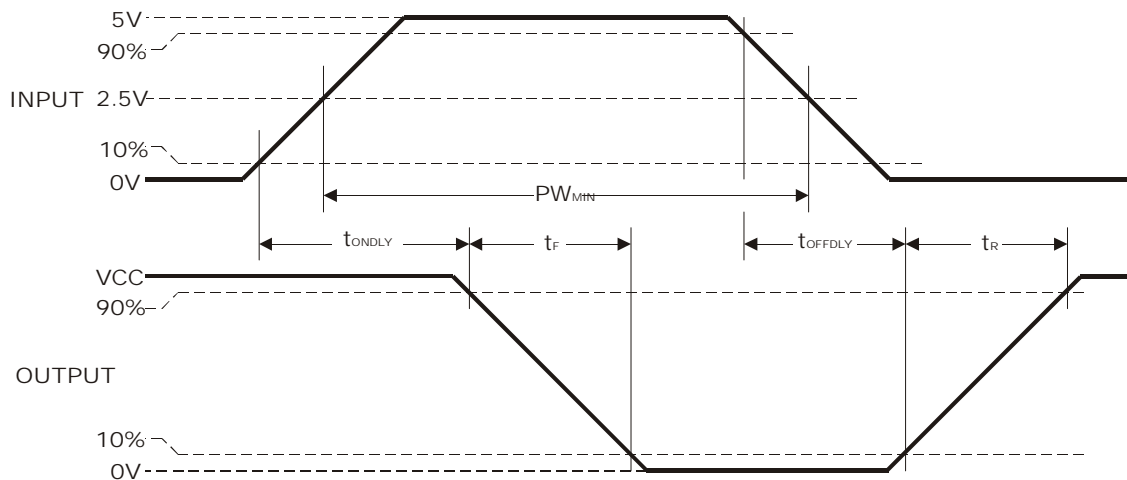 5V
90%
INPUT 2.5V
10%
0V
PWMIN
tONDLY tF tOFFDLY tR
VCC
90%
OUTPUT
10%
0V